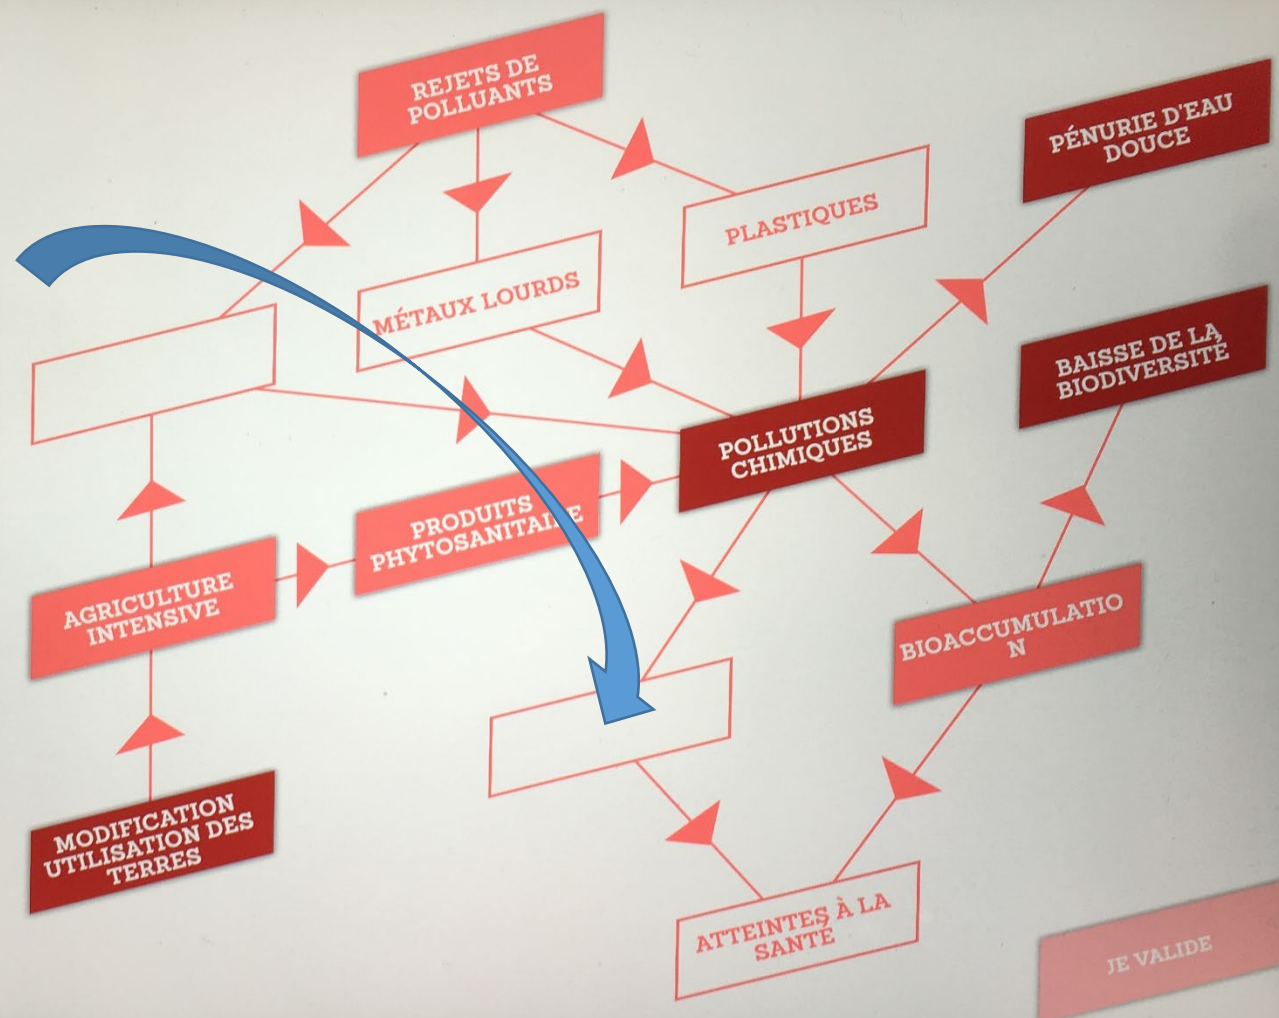 REJETS DE
POLLUANTS
PÉNURIE D'EAU
DOUCE
PLASTIQUES
MÉTAUX LOURDS
BAISSE DE LA
BIODIVERSITÉ
POLLUTIONS
CHIMIQUES
PRODUITS
PHYTOSANITAIRE
AGRICULTURE
INTENSIVE
BIOACCUMULATIO
N
MODIFICATION
UTILISATION DES
TERRES
ATTEINTES À LA
SANTÉ
JE VALIDE